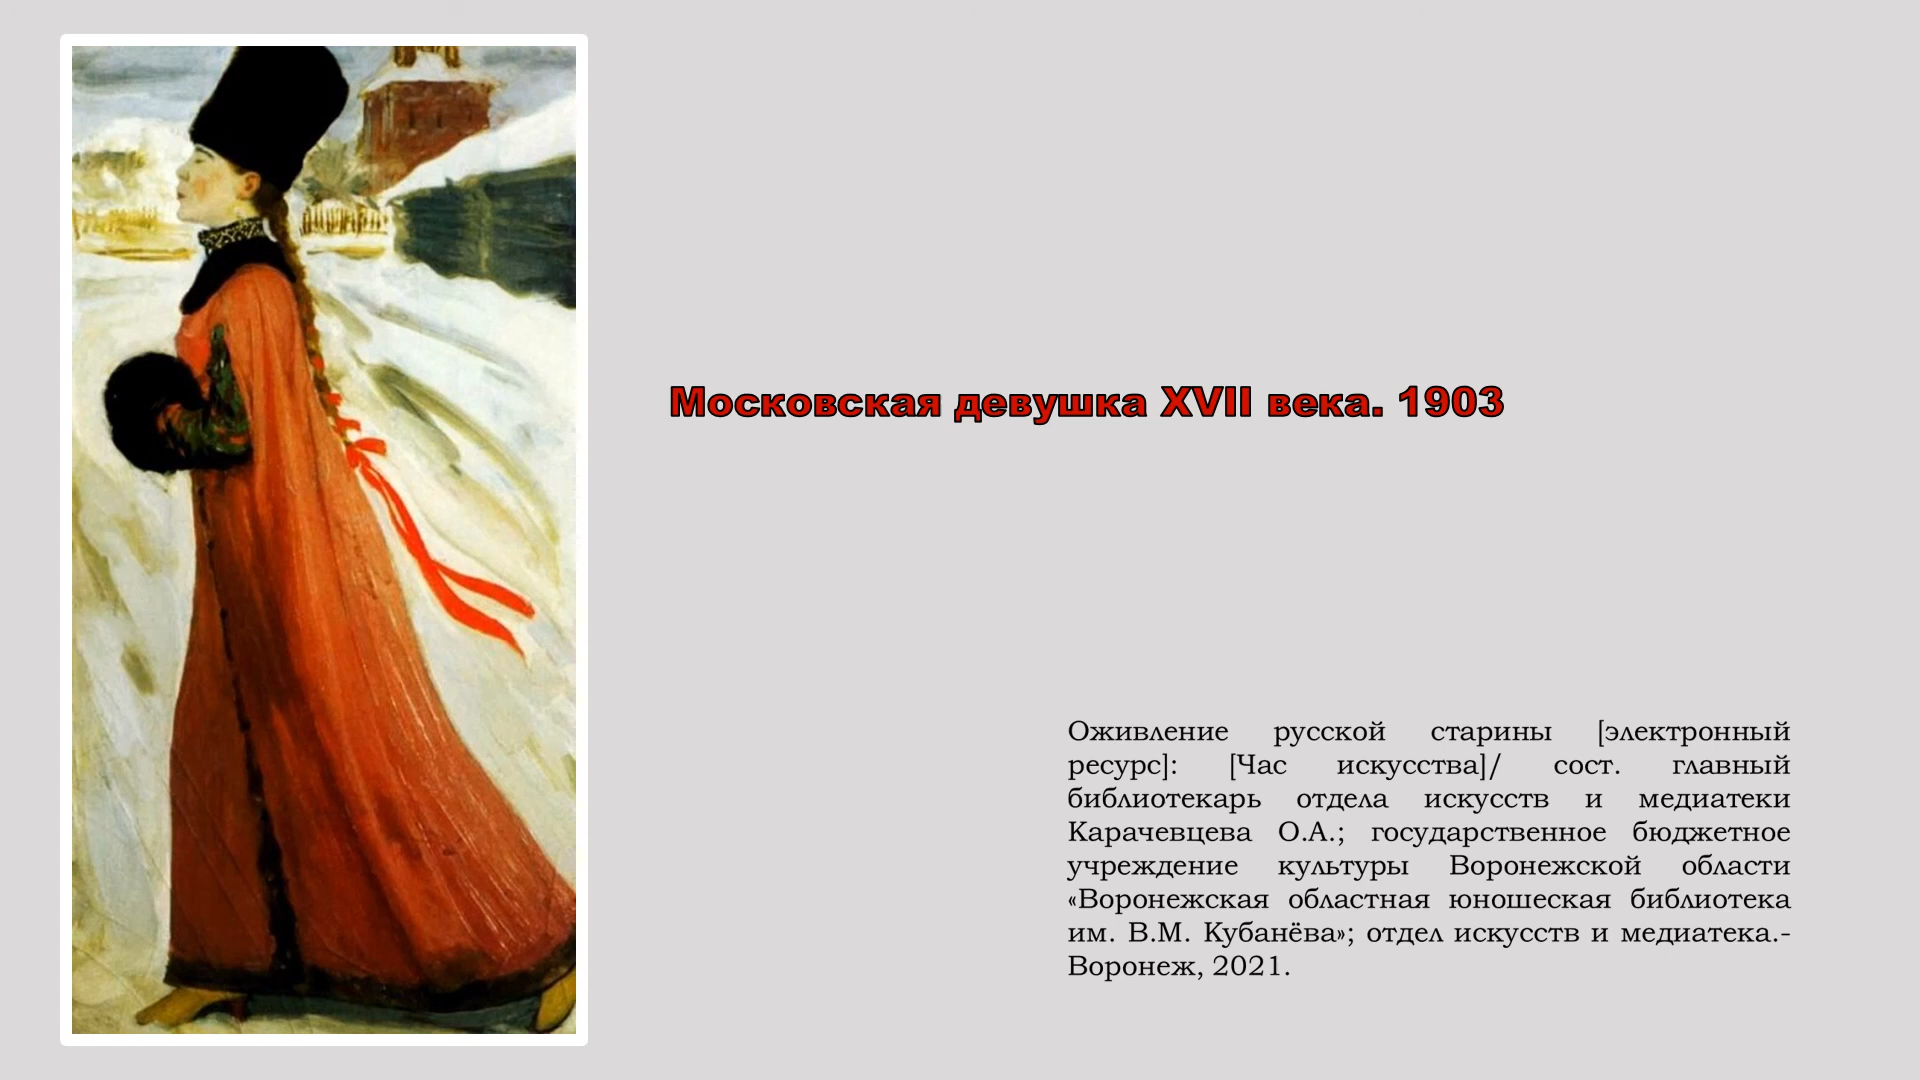 Московская девушка XVII века. 1903
Оживление русской старины [электронный
ресурс]: [Час искусства]/ сост. главный
библиотекарь отдела искусств и медиатеки
Карачевцева О.А.; государственное бюджетное
учреждение культуры Воронежской области
«Воронежская областная юношеская библиотека
им. В.М. Кубанёва»; отдел искусств и медиатека.-
Воронеж, 2021.